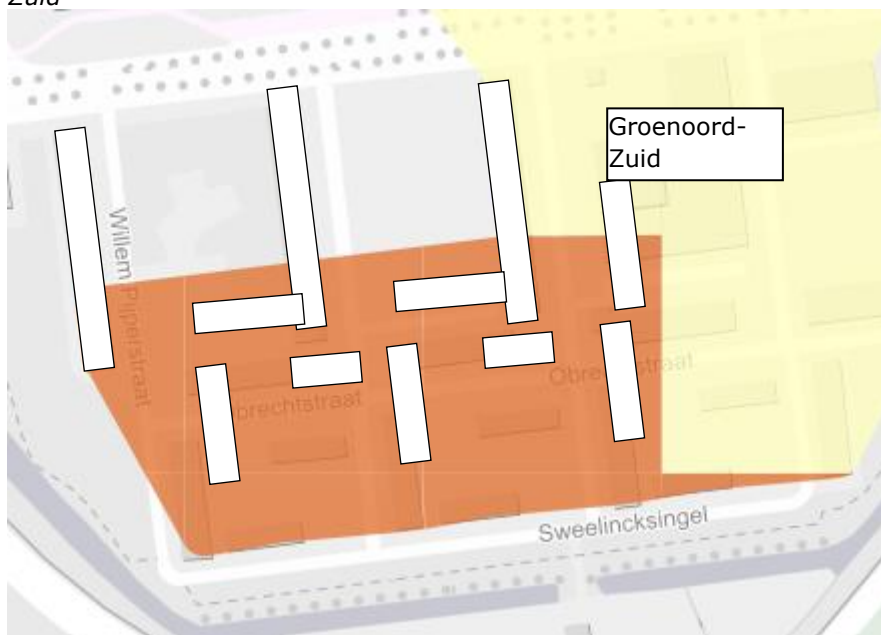 Zuid
Groenoord-
Zuid
Willem Pijperstraat
Obrechtstraat
Obrechtstraat
Sweelincksingel